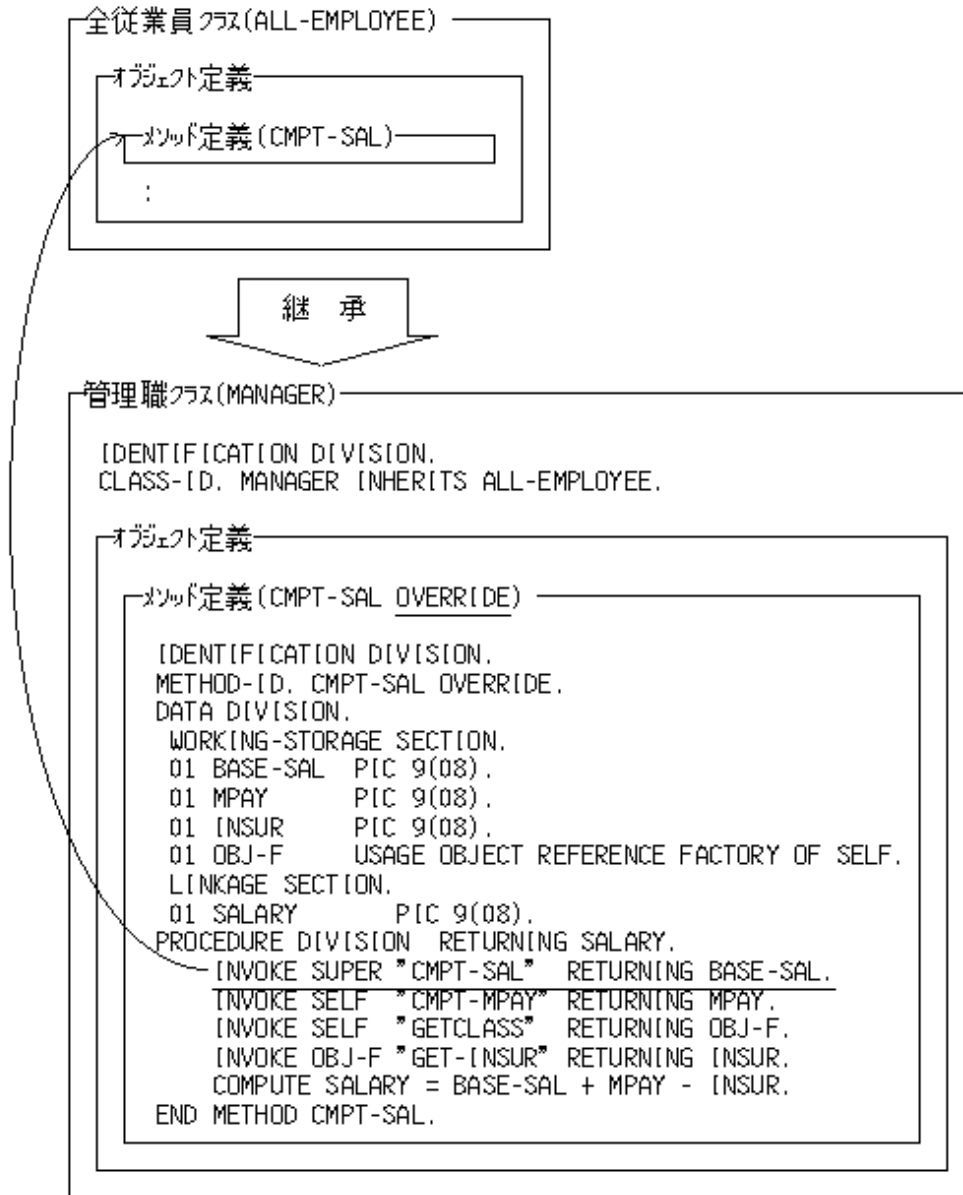 全従業員クラス(ALL-EMPLOYEE)
オブジェクト定義
メソッド定義(CMPT-SAL)
:
継 承
管理職クラス(MANAGER)
IDENTIFICATION DIVISION.
CLASS-ID. MANAGER INHERITS ALL-EMPLOYEE.
オブジェクト定義
メソッド定義(CMPT-SAL OVERRIDE)
IDENTIFICATION DIVISION.
METHOD-ID. CMPT-SAL OVERRIDE.
DATA DIVISION.
WORKING-STORAGE SECTION.
01 BASE-SAL PIC 9(08).
01 MPAY PIC 9(08).
01 INSUR PIC 9(08).
01 OBJ-F USAGE OBJECT REFERENCE FACTORY OF SELF.
LINKAGE SECTION.
01 SALARY PIC 9(08).
PROCEDURE DIVISION RETURNING SALARY.
INVOKE SUPER "CMPT-SAL" RETURNING BASE-SAL.
INVOKE SELF "CMPT-MPAY" RETURNING MPAY.
INVOKE SELF "GETCLASS" RETURNING OBJ-F.
INVOKE OBJ-F "GET-INSUR" RETURNING INSUR.
COMPUTE SALARY = BASE-SAL + MPAY - INSUR.
END METHOD CMPT-SAL.